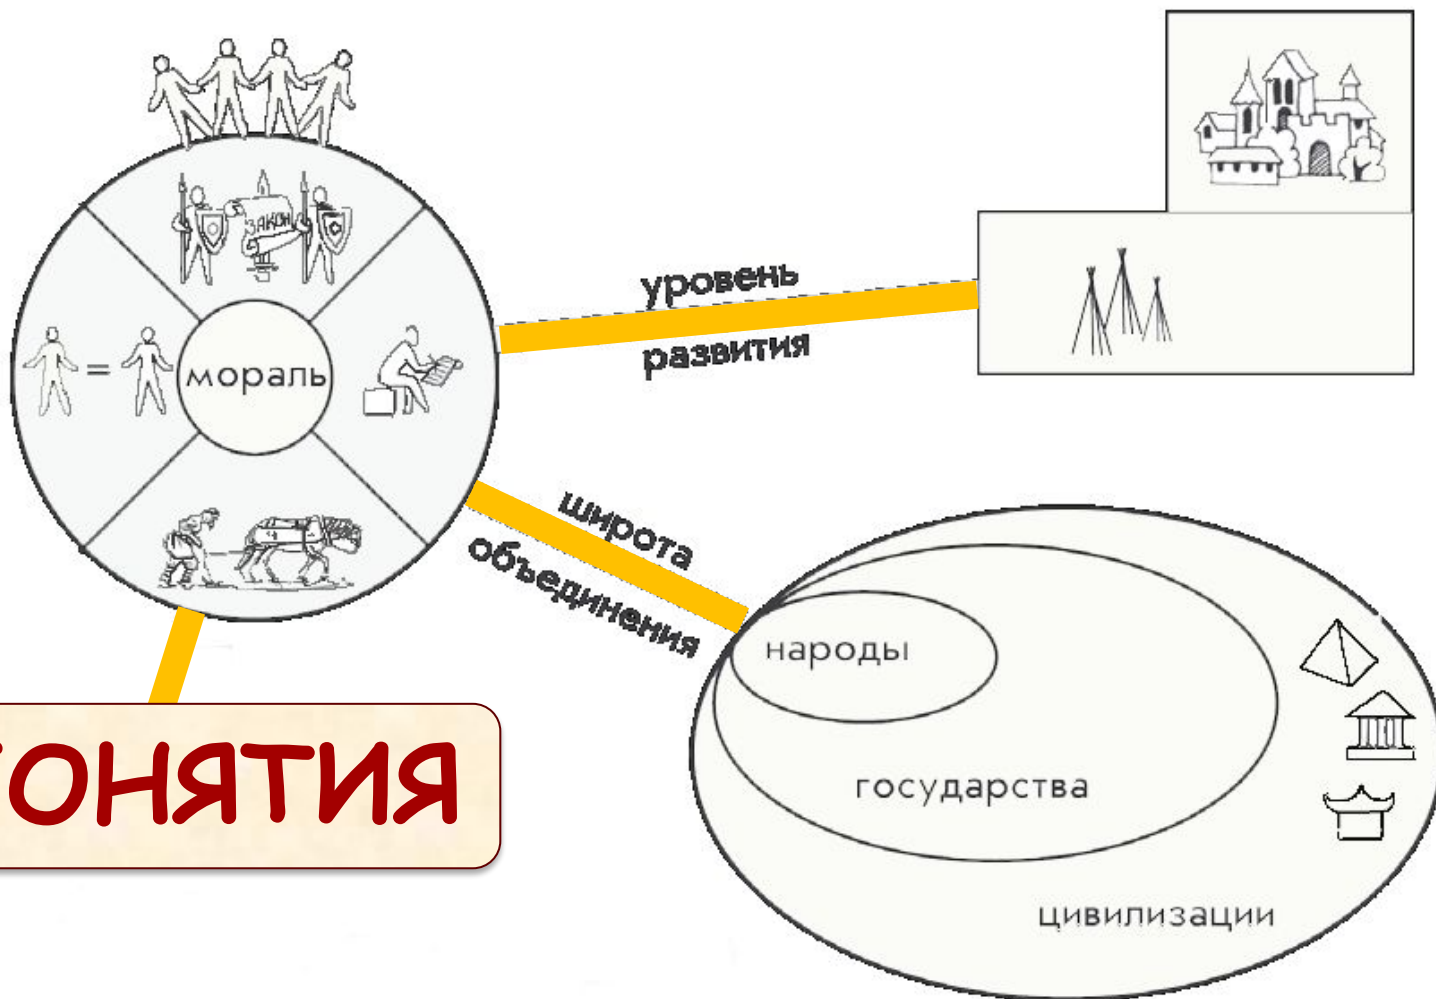 ЗАКОН
мораль
уровень
развития
широта
объединения
народы
государства
цивилизации
ОНЯТИЯ